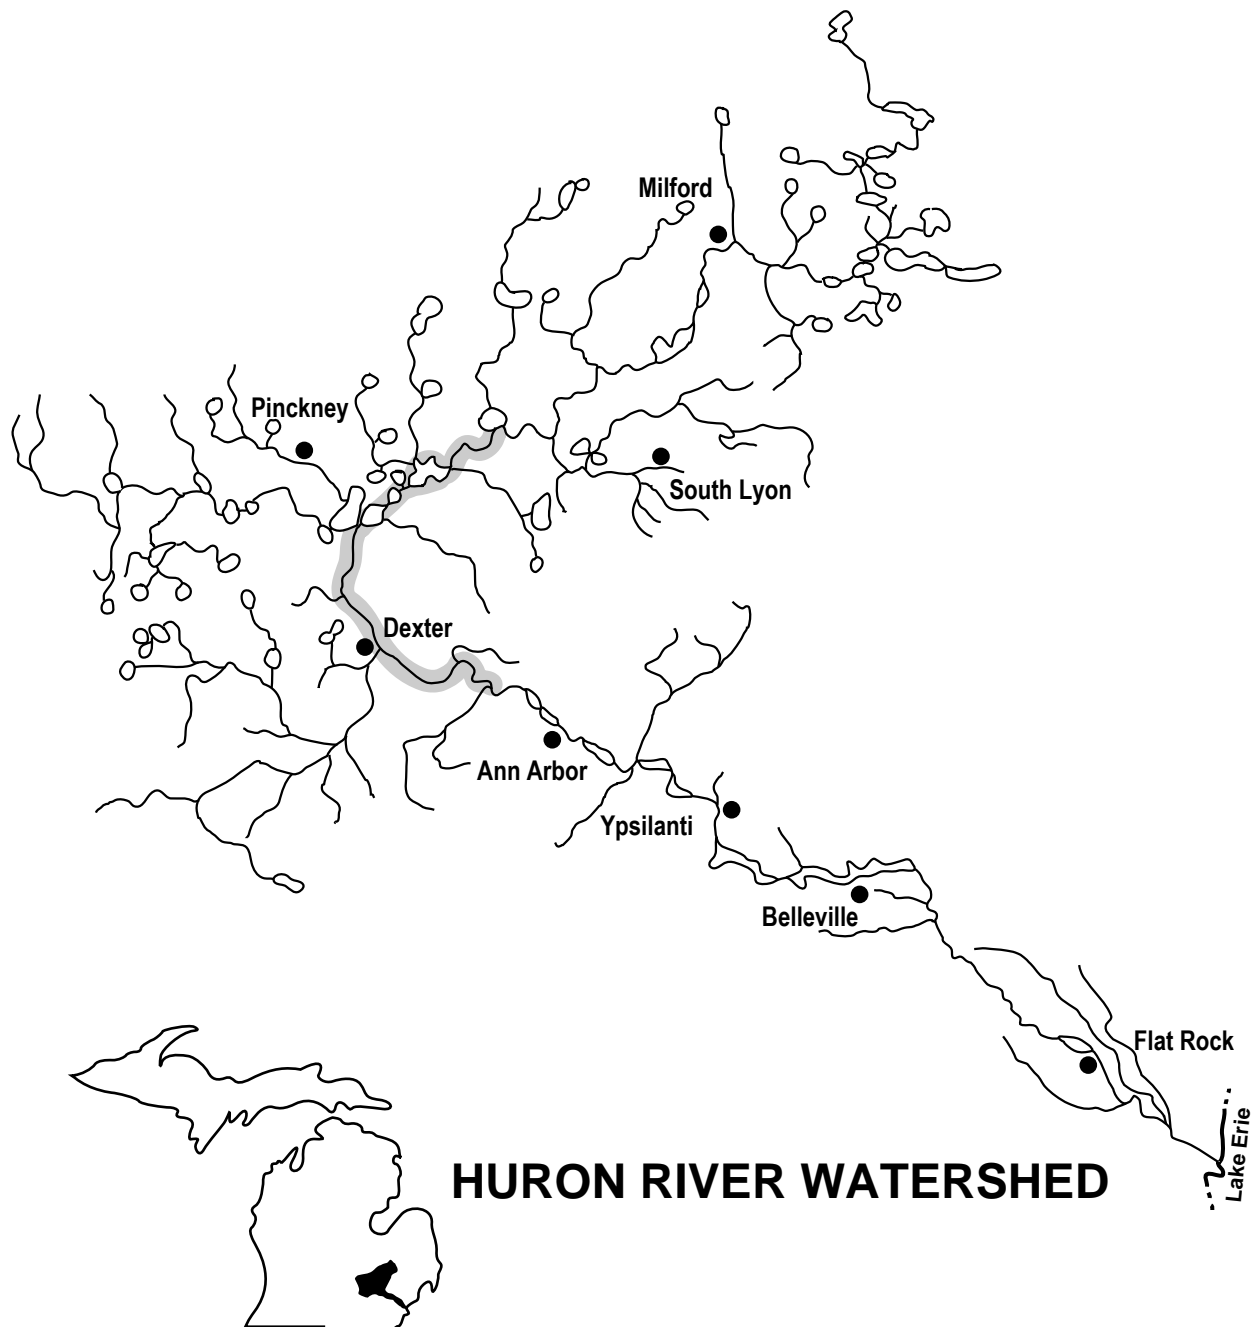 Milford
Pinckney
South Lyon
Dexter
Ann Arbor
Ypsilanti
Belleville
Flat Rock
Lake Erie
HURON RIVER WATERSHED